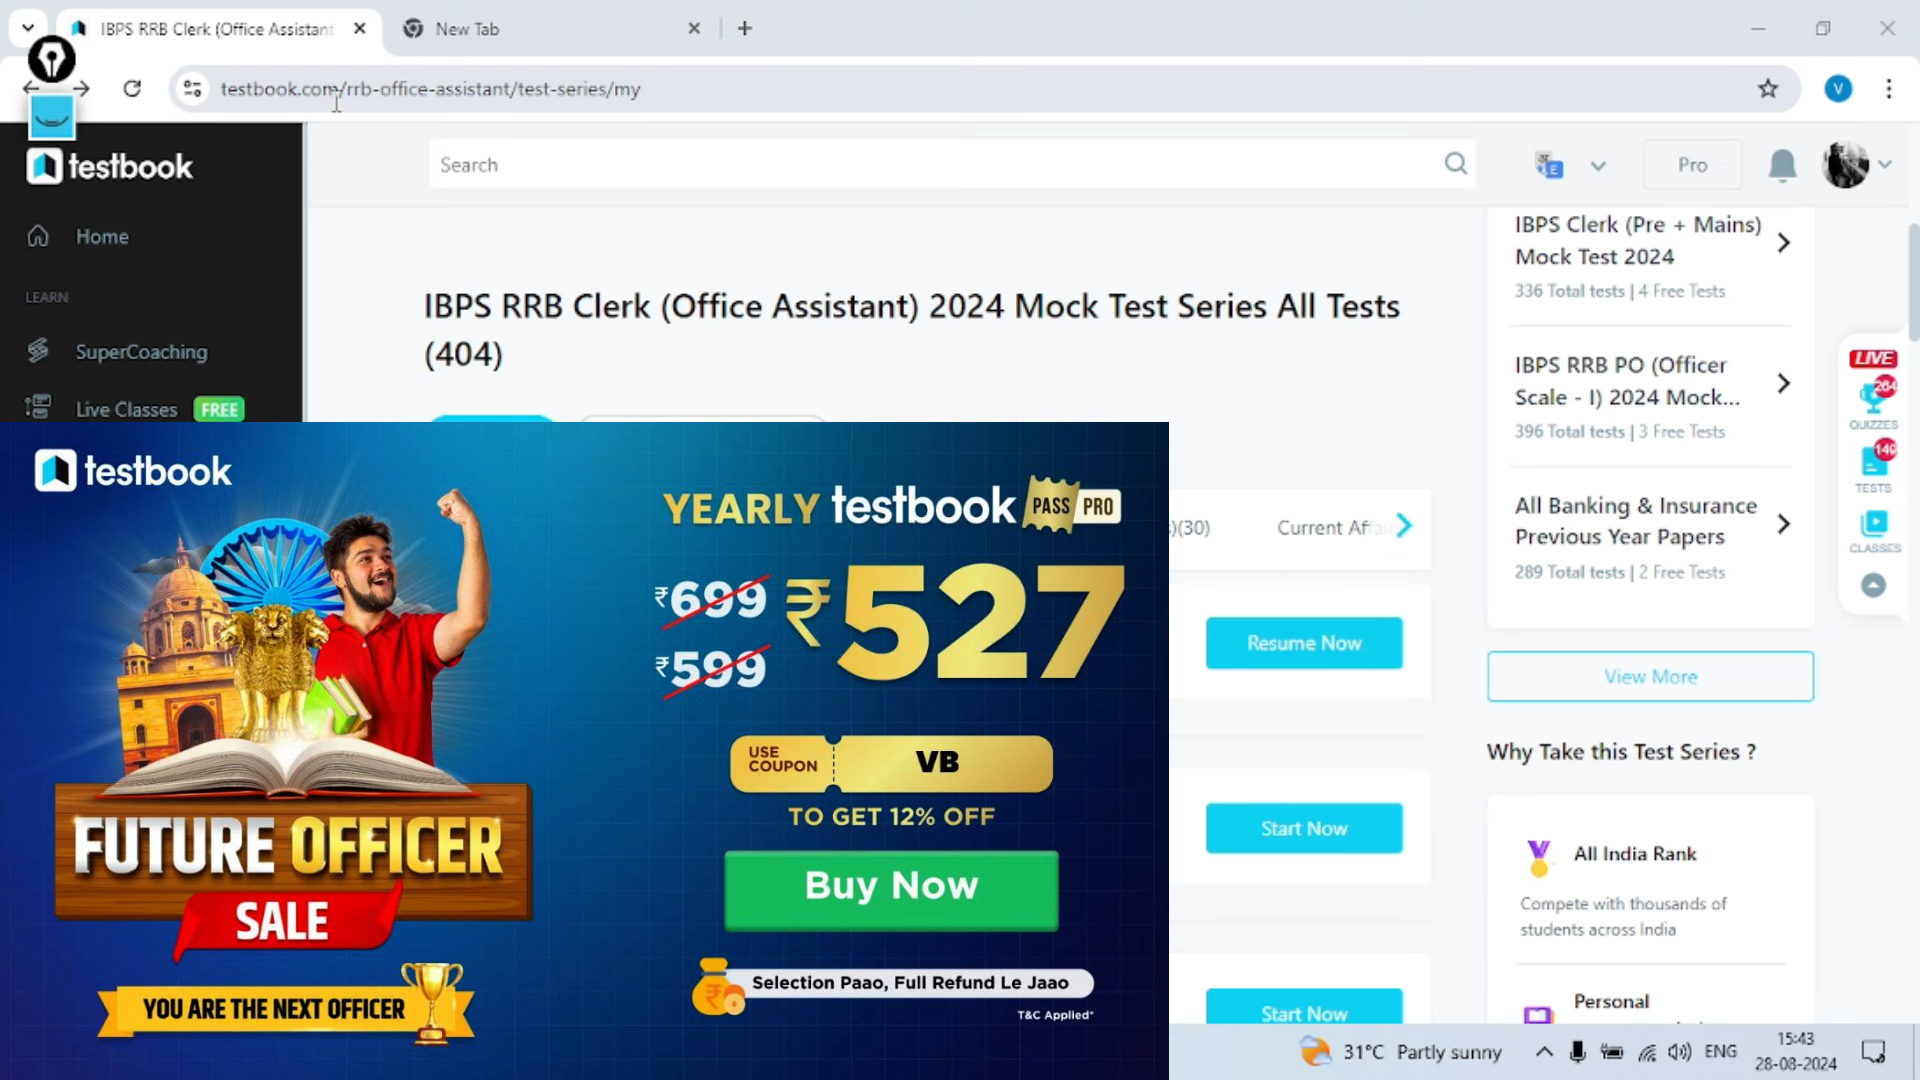 IBPS RRB Clerk (Office Assistant
New Tab
testbook.com/rrb-office-assistant/test-series/my
V
testbook
Search
Pro
Home
LEARN
SuperCoaching
Live Classes FREE
IBPS RRB Clerk (Office Assistant) 2024 Mock Test Series All Tests
(404)
)(30)
Current Affair
Resume Now
Start Now
Start Now
IBPS Clerk (Pre + Mains)
Mock Test 2024
336 Total tests | 4 Free Tests
IBPS RRB PO (Officer
Scale - I) 2024 Mock...
396 Total tests | 3 Free Tests
All Banking & Insurance
Previous Year Papers
289 Total tests | 2 Free Tests
View More
Why Take this Test Series ?
All India Rank
Compete with thousands of
students across India
Personal
LIVE
264
QUIZZES
149
TESTS
CLASSES
testbook
FUTURE OFFICER
SALE
YOU ARE THE NEXT OFFICER
YEARLY testbook PASS PRO
₹699
₹599
₹527
USE
COUPON
VB
TO GET 12% OFF
Buy Now
Selection Paao, Full Refund Le Jaao
T&C Applied*
31°C Partly sunny
ENG
15:43
28-08-2024